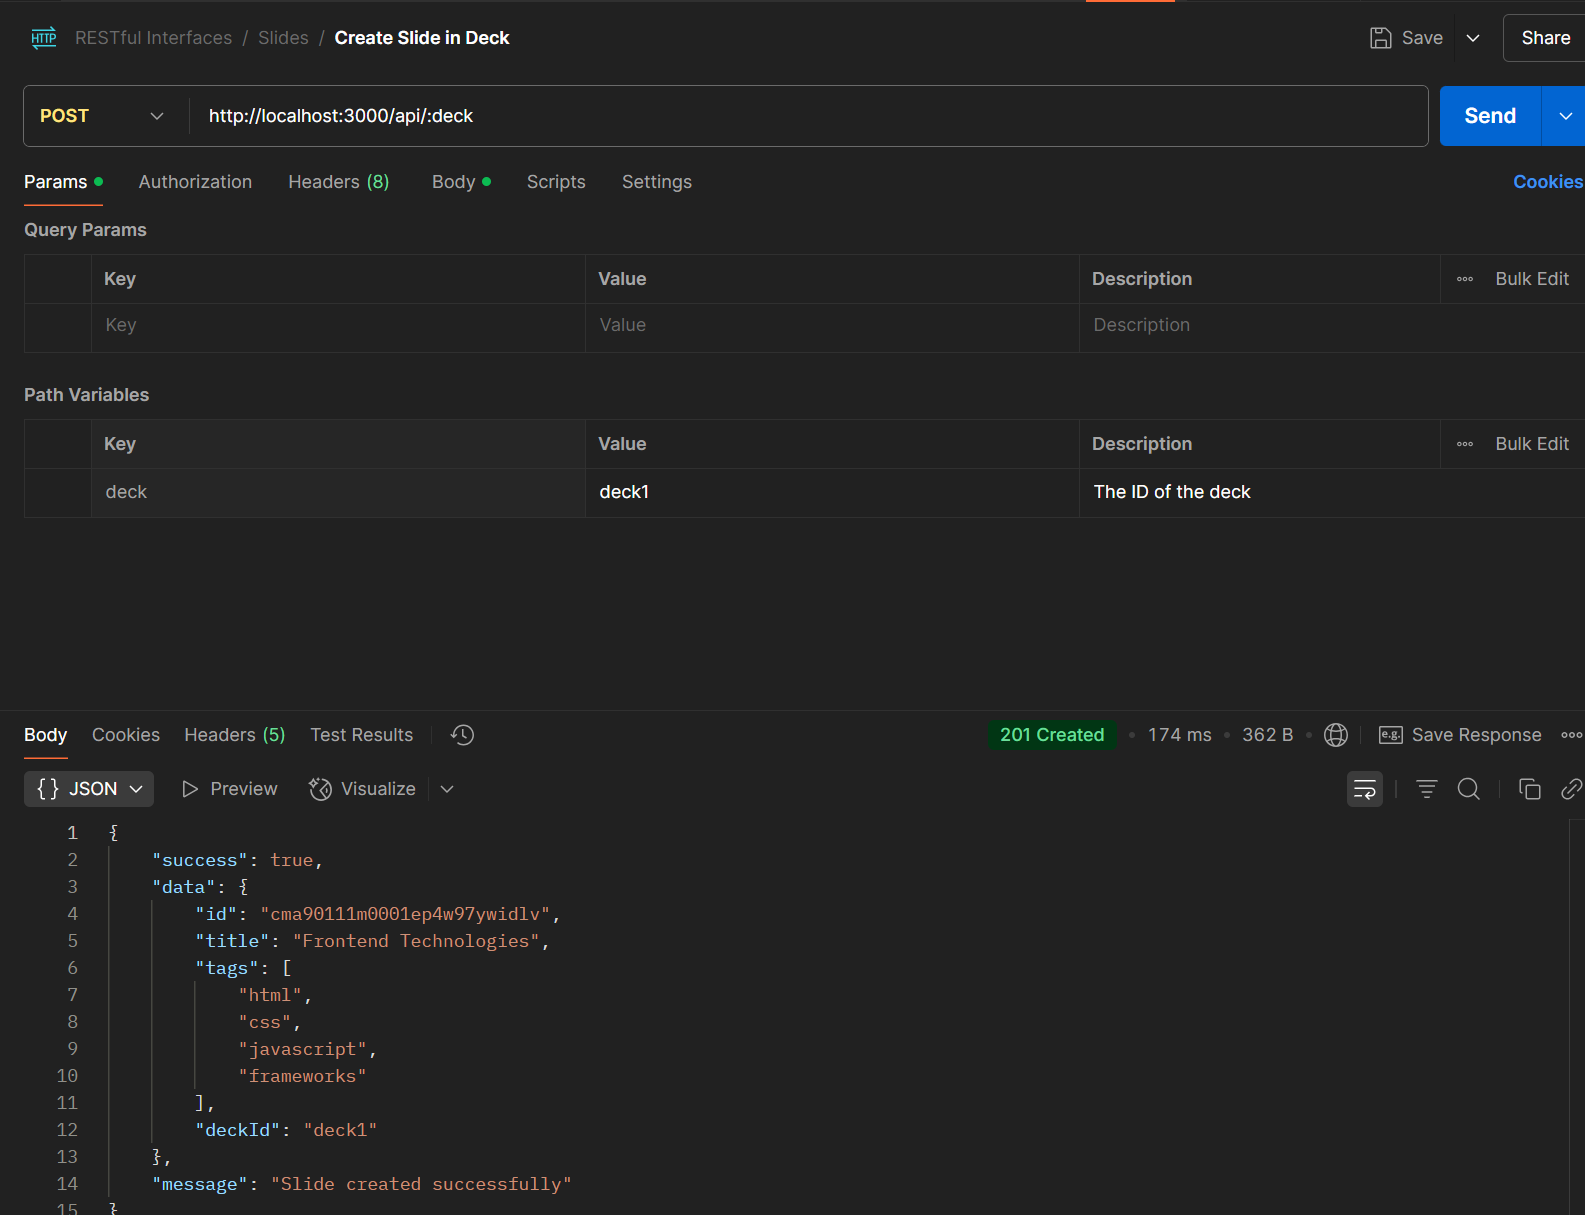 HTTP RESTful Interfaces / Slides / Create Slide in Deck Save Share
POST http://localhost:3000/api/:deck Send
Params Authorization Headers (8) Body Scripts Settings Cookies
Query Params
Key Value Description Bulk Edit
Key Value Description
Path Variables
Key Value Description Bulk Edit
deck deck1 The ID of the deck
Body Cookies Headers (5) Test Results 201 Created • 174 ms • 362 B • e.g. Save Response
{} JSON Preview Visualize
1 {
2 "success": true,
3 "data": {
4 "id": "cma90111m0001ep4w97ywidlv",
5 "title": "Frontend Technologies",
6 "tags": [
7 "html",
8 "css",
9 "javascript",
10 "frameworks"
11 ],
12 "deckId": "deck1"
13 },
14 "message": "Slide created successfully"
15 }